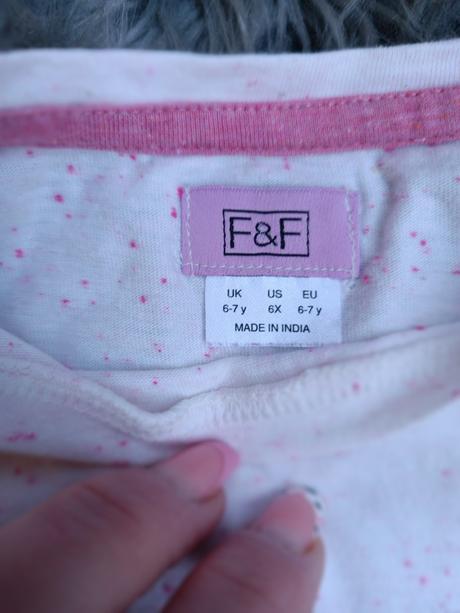 F&F
UK US EU
6-7 y 6X 6-7 y
MADE IN INDIA